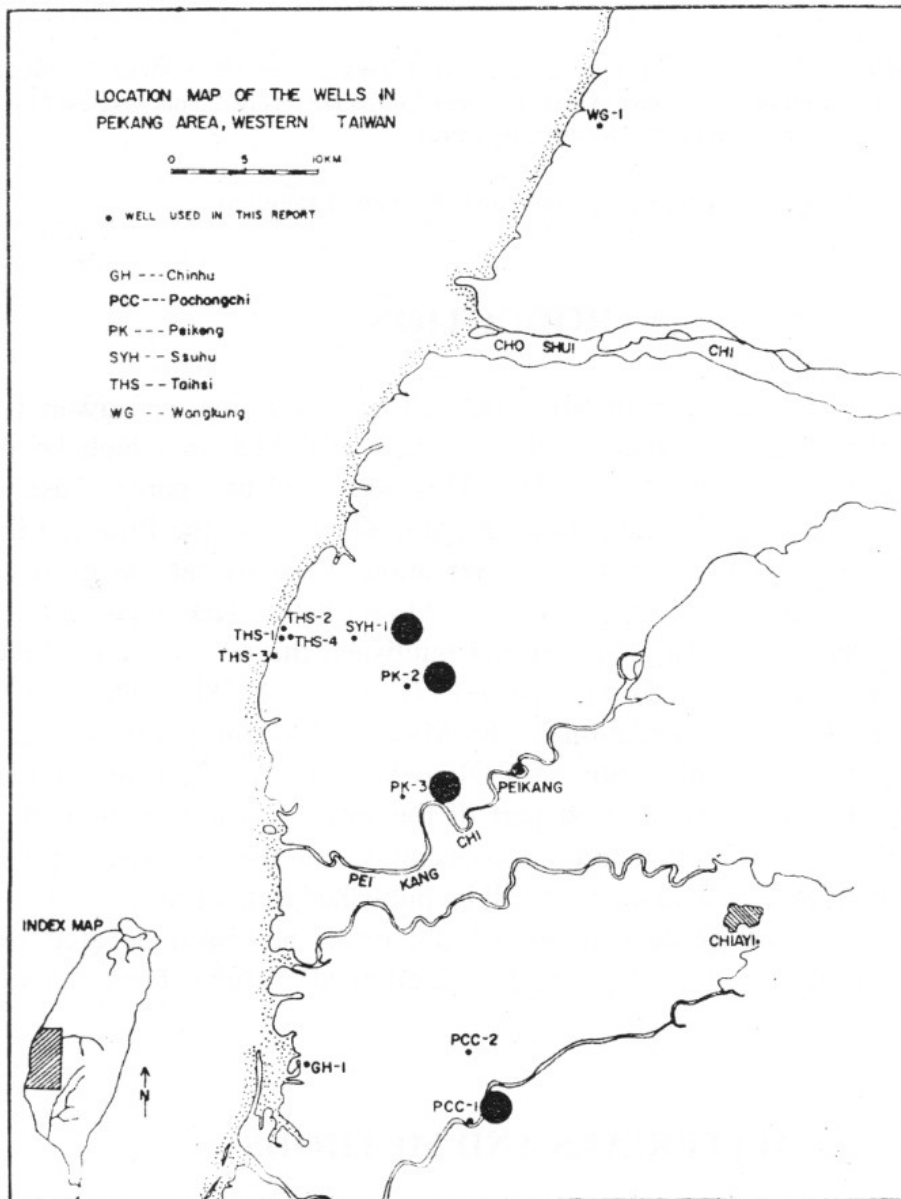 LOCATION MAP OF THE WELLS IN
PEIKANG AREA, WESTERN TAIWAN
0 5 10KM
WELL USED IN THIS REPORT
GH --- Chinhu
PCC --- Pochongchi
PK --- Peikang
SYH -- Ssuhu
THS -- Taihsi
WG -- Wangkung
WG-1
CHO SHUI CHI
THS-2
THS-1
THS-4
SYH-1
THS-3
PK-2
PK-3
PEIKANG
PEI KANG CHI
CHIAYI
INDEX MAP
N
PCC-2
GH-1
PCC-1